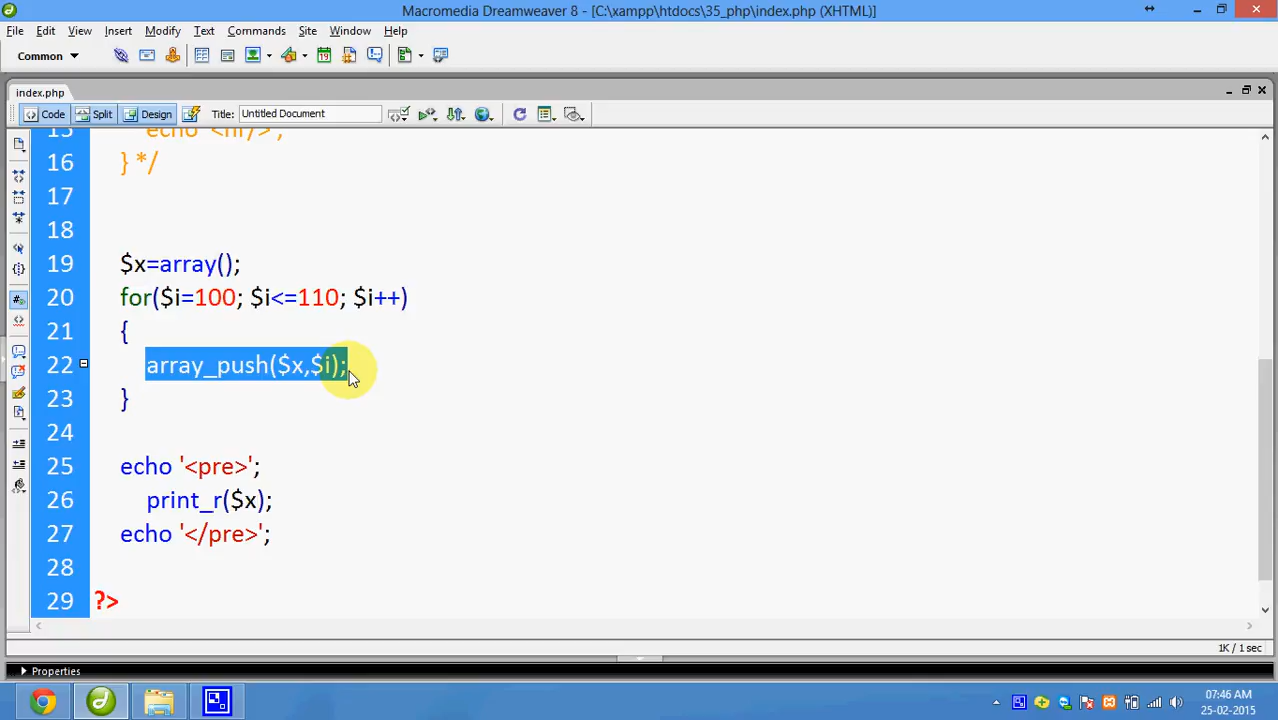 Macromedia Dreamweaver 8 - [C:\xampp\htdocs\35_php\index.php (XHTML)]
File Edit View Insert Modify Text Commands Site Window Help
Common
index.php
Code Split Design Title: Untitled Document
15 echo '<hr/>';
16 } */
17
18
19 $x=array();
20 for($i=100; $i<=110; $i++)
21 {
22 array_push($x,$i);
23 }
24
25 echo '<pre>';
26 print_r($x);
27 echo '</pre>';
28
29 ?>
1K / 1 sec
Properties
07:46 AM
25-02-2015